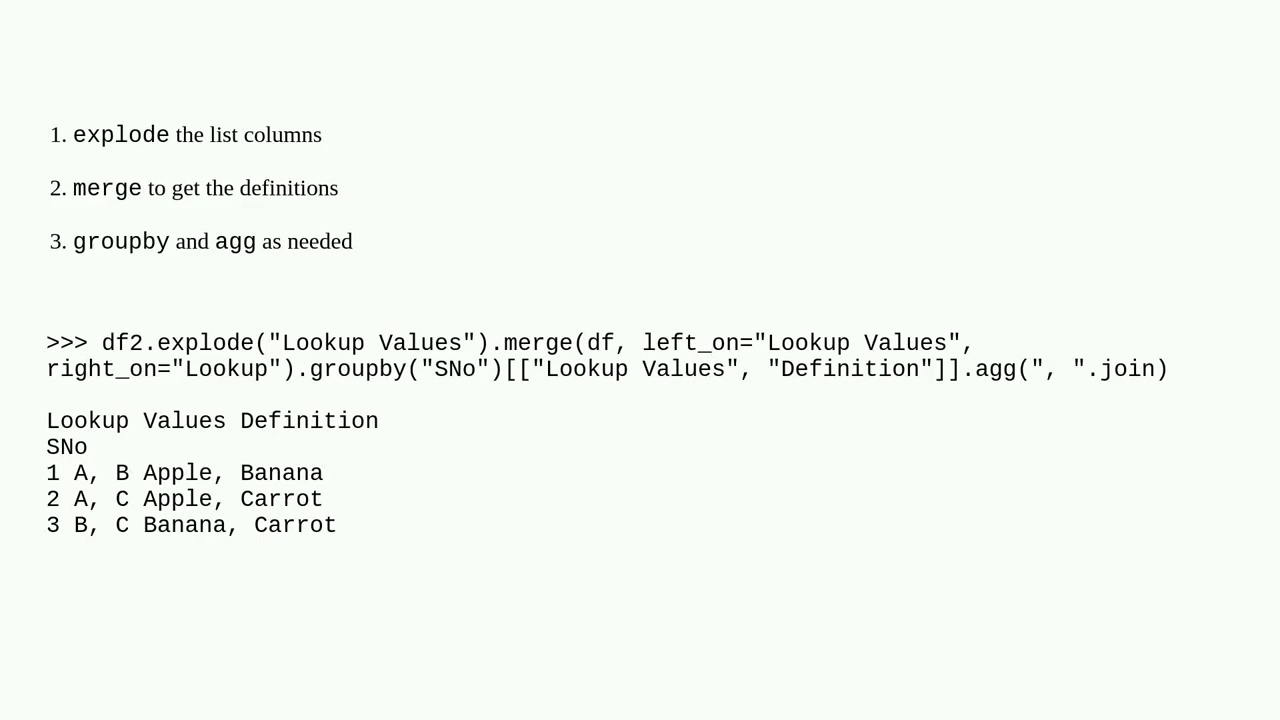 1. explode the list columns
2. merge to get the definitions
3. groupby and agg as needed
>>> df2.explode("Lookup Values").merge(df, left_on="Lookup Values",
right_on="Lookup").groupby("SNo")[["Lookup Values", "Definition"]].agg(", ".join)
Lookup Values Definition
SNo
1 A, B Apple, Banana
2 A, C Apple, Carrot
3 B, C Banana, Carrot